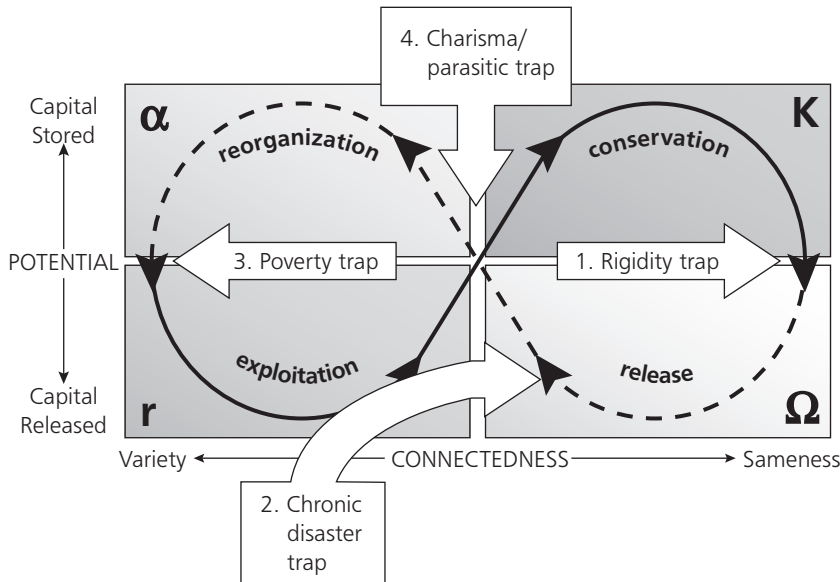 4. Charisma/
parasitic trap
Capital
Stored
α
K
reorganization
conservation
POTENTIAL
3. Poverty trap
1. Rigidity trap
exploitation
release
Capital
Released
r
Ω
Variety
CONNECTEDNESS
Sameness
2. Chronic
disaster
trap